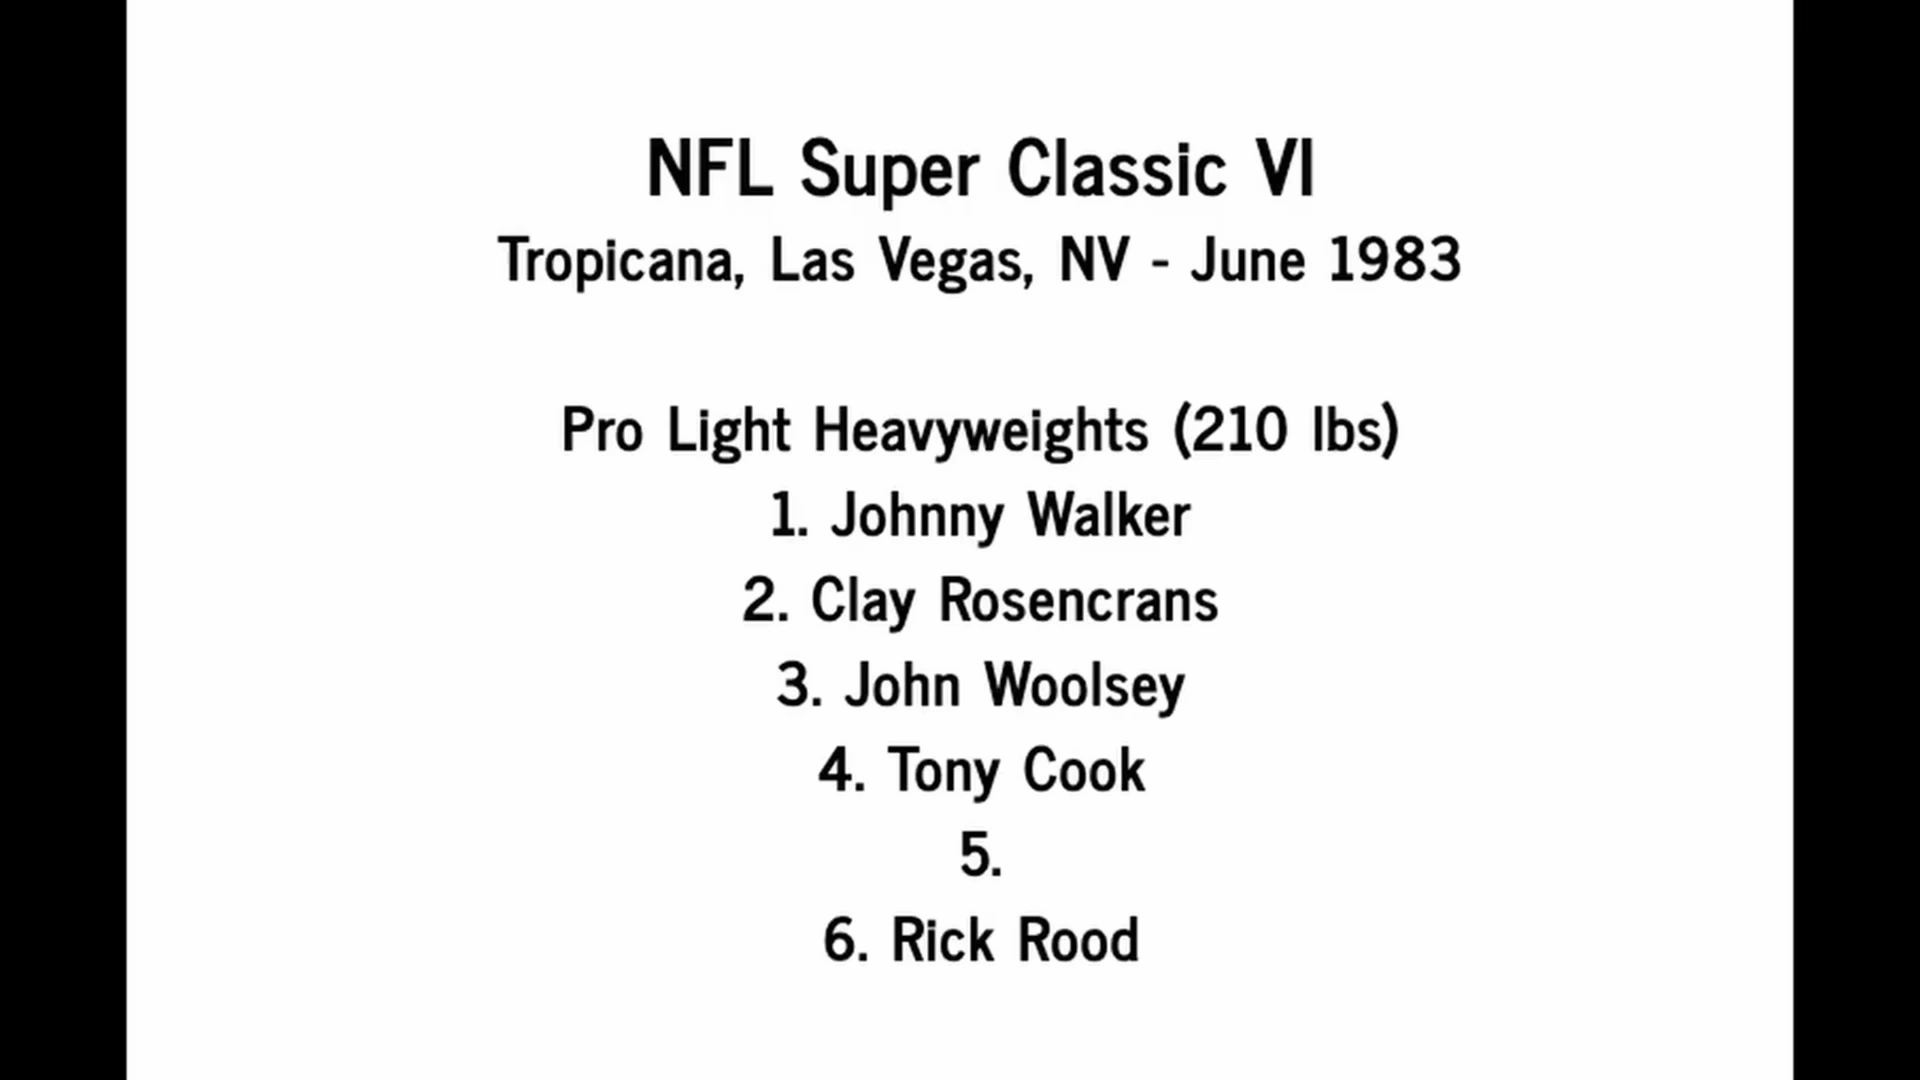 NFL Super Classic VI
Tropicana, Las Vegas, NV - June 1983
Pro Light Heavyweights (210 lbs)
1. Johnny Walker
2. Clay Rosencrans
3. John Woolsey
4. Tony Cook
5.
6. Rick Rood